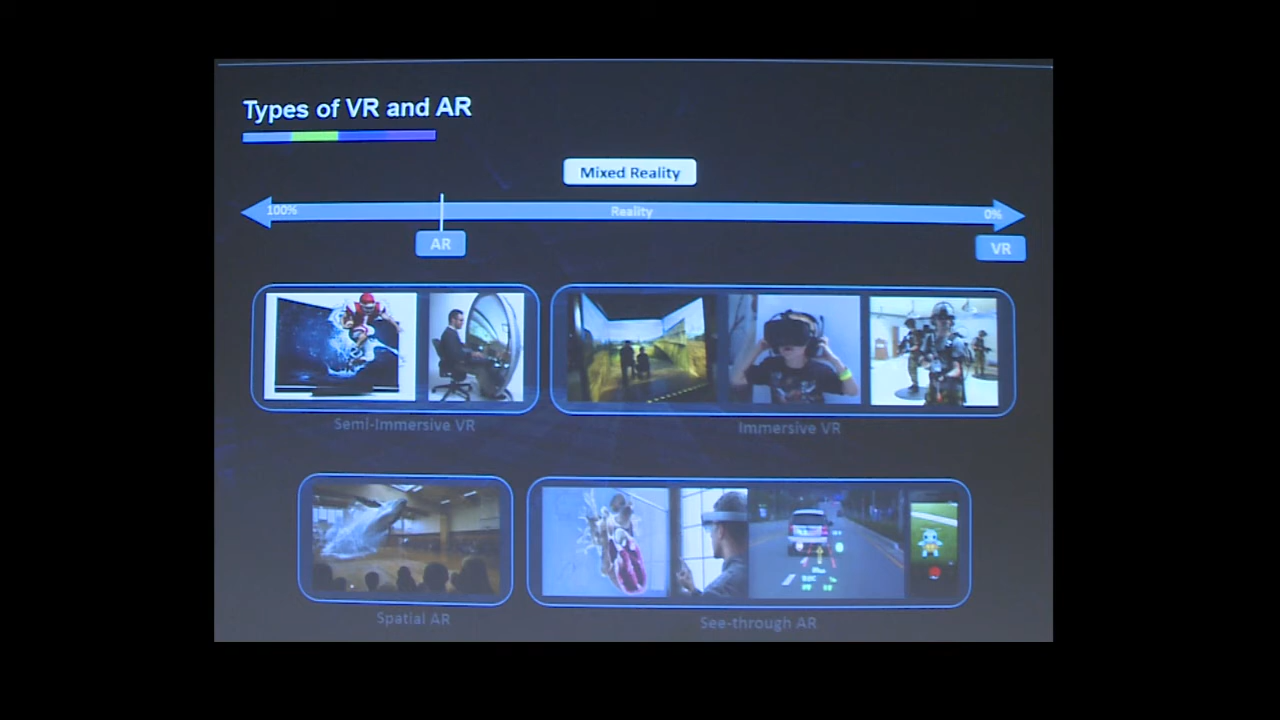 Types of VR and AR
Mixed Reality
100%
Reality
0%
AR
VR
Semi-Immersive VR
Immersive VR
Spatial AR
See-through AR